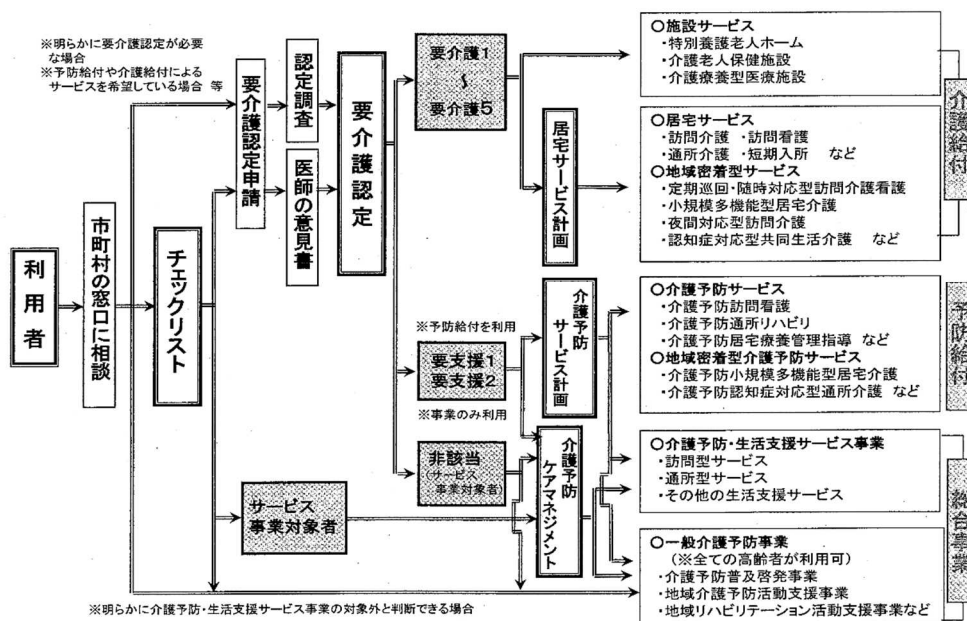 ※明らかに要介護認定が必要
な場合
※予防給付や介護給付による
サービスを希望している場合 等
利用者
市町村の窓口に相談
チェックリスト
要介護認定申請
認定調査
医師の意見書
要介護認定
要介護1
~
要介護5
居宅サービス計画
○施設サービス
・特別養護老人ホーム
・介護老人保健施設
・介護療養型医療施設
○居宅サービス
・訪問介護 ・訪問看護
・通所介護 ・短期入所 など
○地域密着型サービス
・定期巡回・随時対応型訪問介護看護
・小規模多機能型居宅介護
・夜間対応型訪問介護
・認知症対応型共同生活介護 など
介護給付
※予防給付を利用
要支援1
要支援2
※事業のみ利用
介護予防
サービス計画
○介護予防サービス
・介護予防訪問看護
・介護予防通所リハビリ
・介護予防居宅療養管理指導 など
○地域密着型介護予防サービス
・介護予防小規模多機能型居宅介護
・介護予防認知症対応型通所介護 など
予防給付
非該当
(サービス
事業対象者)
サービス
事業対象者
介護予防
ケアマネジメント
○介護予防・生活支援サービス事業
・訪問型サービス
・通所型サービス
・その他の生活支援サービス
○一般介護予防事業
(※全ての高齢者が利用可)
・介護予防普及啓発事業
・地域介護予防活動支援事業
・地域リハビリテーション活動支援事業など
総合事業
※明らかに介護予防・生活支援サービス事業の対象外と判断できる場合